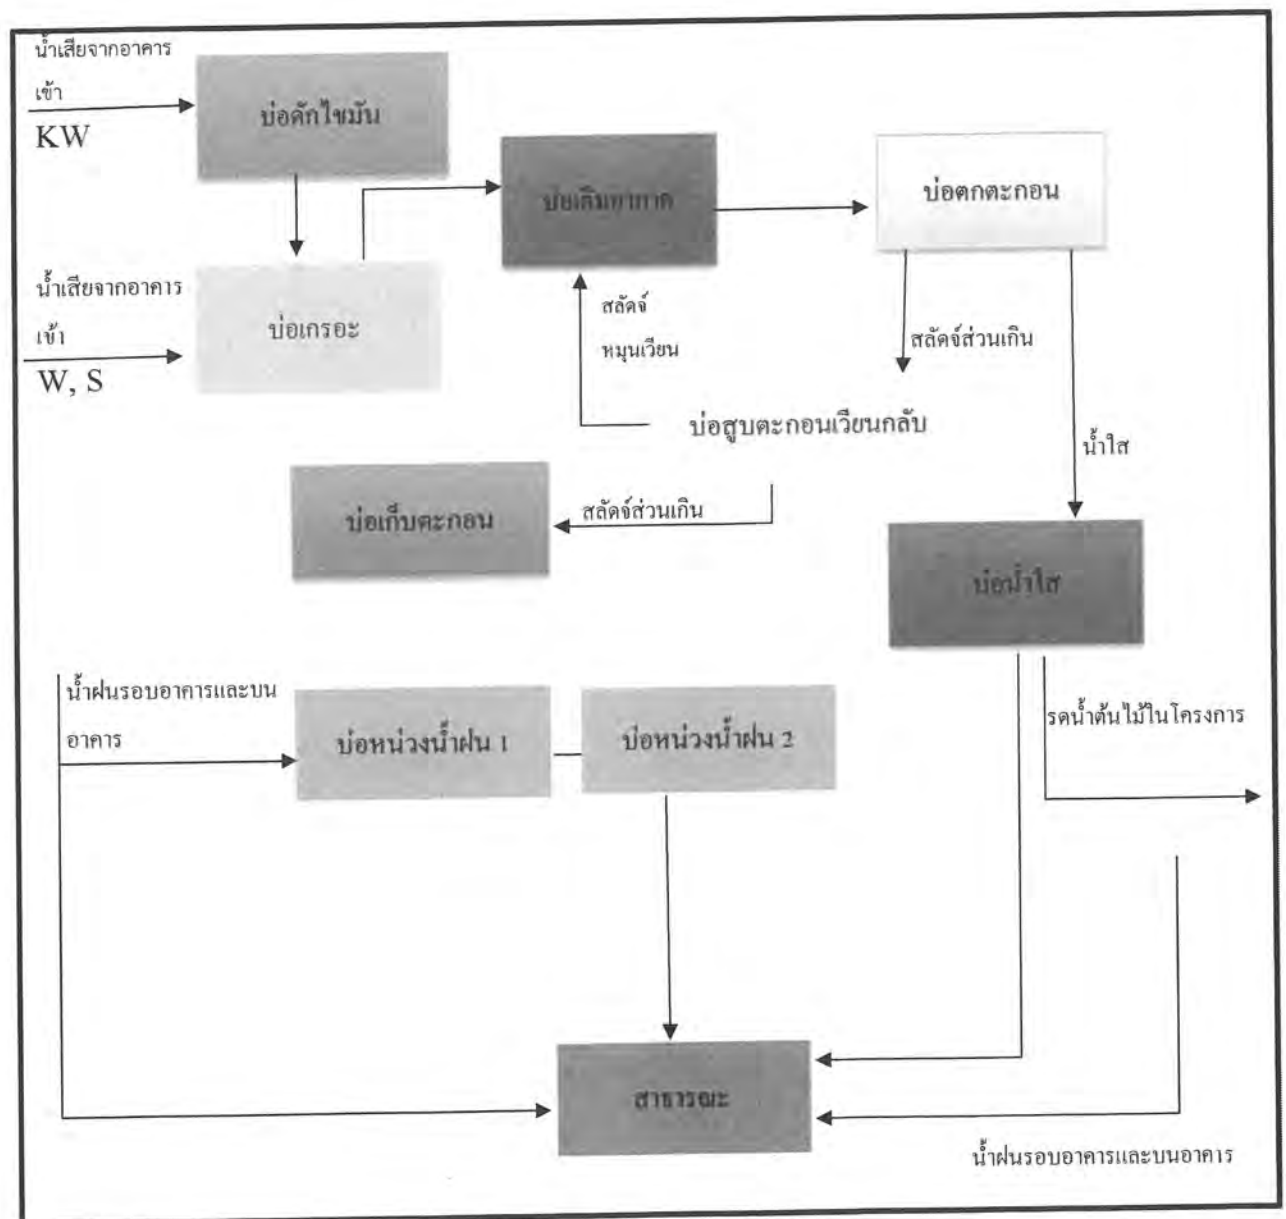 น้ำเสียจากอาคาร
เข้า
KW
บ่อดักไขมัน
บ่อเติมอากาศ
บ่อตกตะกอน
น้ำเสียจากอาคาร
เข้า
W, S
บ่อเกรอะ
สลัดจ์
หมุนเวียน
สลัดจ์ส่วนเกิน
บ่อสูบตะกอนเวียนกลับ
น้ำใส
บ่อเก็บตะกอน
สลัดจ์ส่วนเกิน
บ่อน้ำใส
น้ำฝนรอบอาคารและบน
อาคาร
บ่อหน่วงน้ำฝน 1
บ่อหน่วงน้ำฝน 2
รดน้ำต้นไม้ในโครงการ
สาธารณะ
น้ำฝนรอบอาคารและบนอาคาร